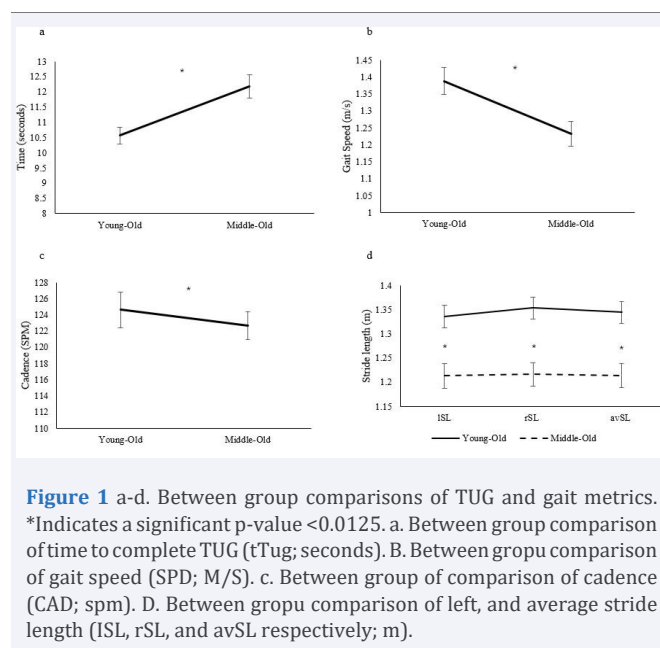 a
*
Time (seconds)
13
12.5
12
11.5
11
10.5
10
9.5
9
8.5
8
Young-Old Middle-Old
b
*
Gait Speed (m/s)
1.45
1.4
1.35
1.3
1.25
1.2
1.15
1.1
1.05
1
Young-Old Middle-Old
c
*
Cadence (SPM)
128
126
124
122
120
118
116
114
112
110
Young-Old Middle-Old
d
Stride length (m)
1.4
1.35
1.3
1.25
1.2
1.15
* * *
lSL rSL avSL
Young-Old Middle-Old
Figure 1 a-d. Between group comparisons of TUG and gait metrics.
*Indicates a significant p-value <0.0125. a. Between group comparison
of time to complete TUG (tTug; seconds). B. Between gropu comparison
of gait speed (SPD; M/S). c. Between group of comparison of cadence
(CAD; spm). D. Between gropu comparison of left, and average stride
length (lSL, rSL, and avSL respectively; m).